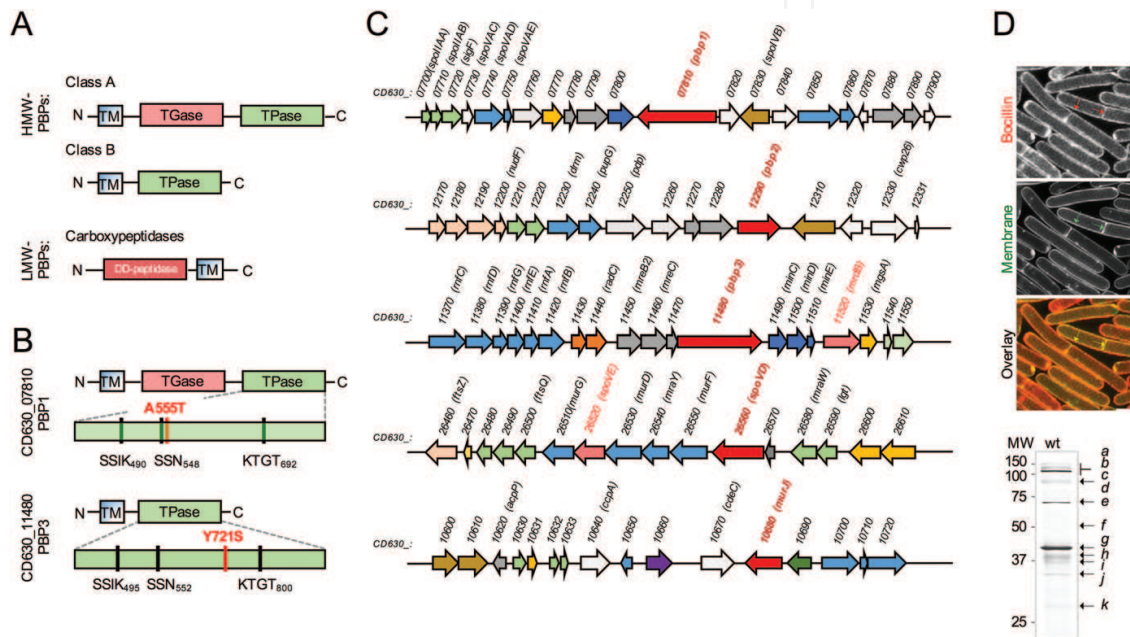 A
HMW-
PBPs:
Class A
N TM TGase TPase C
Class B
N TM TPase C
LMW-
PBPs:
Carboxypeptidases
N DD-peptidase TM C
B
CD630_07810
PBP1
N TM TGase TPase C
A555T
SSIK490 SSN548 KTGT692
CD630_11480
PBP3
N TM TPase C
Y721S
SSIK495 SSN552 KTGT800
C
CD630_: 07700 (spoIIAA) 07710 (spoIIAB) 07720 (sigF) 07730 (spoVAC) 07740 (spoVAD) 07750 (spoVAE) 07760 07770 07780 07790 07800 07810 (pbp1) 07820 07830 (spoIVB) 07840 07850 07860 07870 07880 07890 07900
CD630_: 12170 12180 12190 12200 (nudF) 12210 12220 12230 (drm) 12240 (pupG) 12250 (pdp) 12260 12270 12280 12290 (pbp2) 12310 12220 12330 (cwp26) 12331
CD630_: 11370 (rnfC) 11380 (rnfD) 11390 (rnfG) 11400 (rnfE) 11410 (rnfA) 11420 (rnfB) 11430 11440 (radC) 11450 (minB2) 11460 (mreC) 11470 11480 (pbp3) 11490 (minC) 11500 (minD) 11510 (minE) 11520 (mrdB) 11530 (mgsA) 11540 11550
CD630_: 26460 (ftsZ) 26470 26480 26490 26500 (ftsQ) 26510 (murG) 26520 (spoVE) 26530 (murD) 26540 (mraY) 26550 (murF) 26560 (spoVD) 26570 26580 (mraW) 26590 (lgt) 26600 26610
CD630_: 10600 10610 10620 (acpP) 10630 10631 10632 10633 10640 (ccpA) 10650 10660 10670 (cdeC) 10680 (murJ) 10690 10700 10710 10720
D
Bocillin
Membrane
Overlay
MW wt
150
100
75
50
37
25
a
b
c
d
e
f
g
h
i
j
k